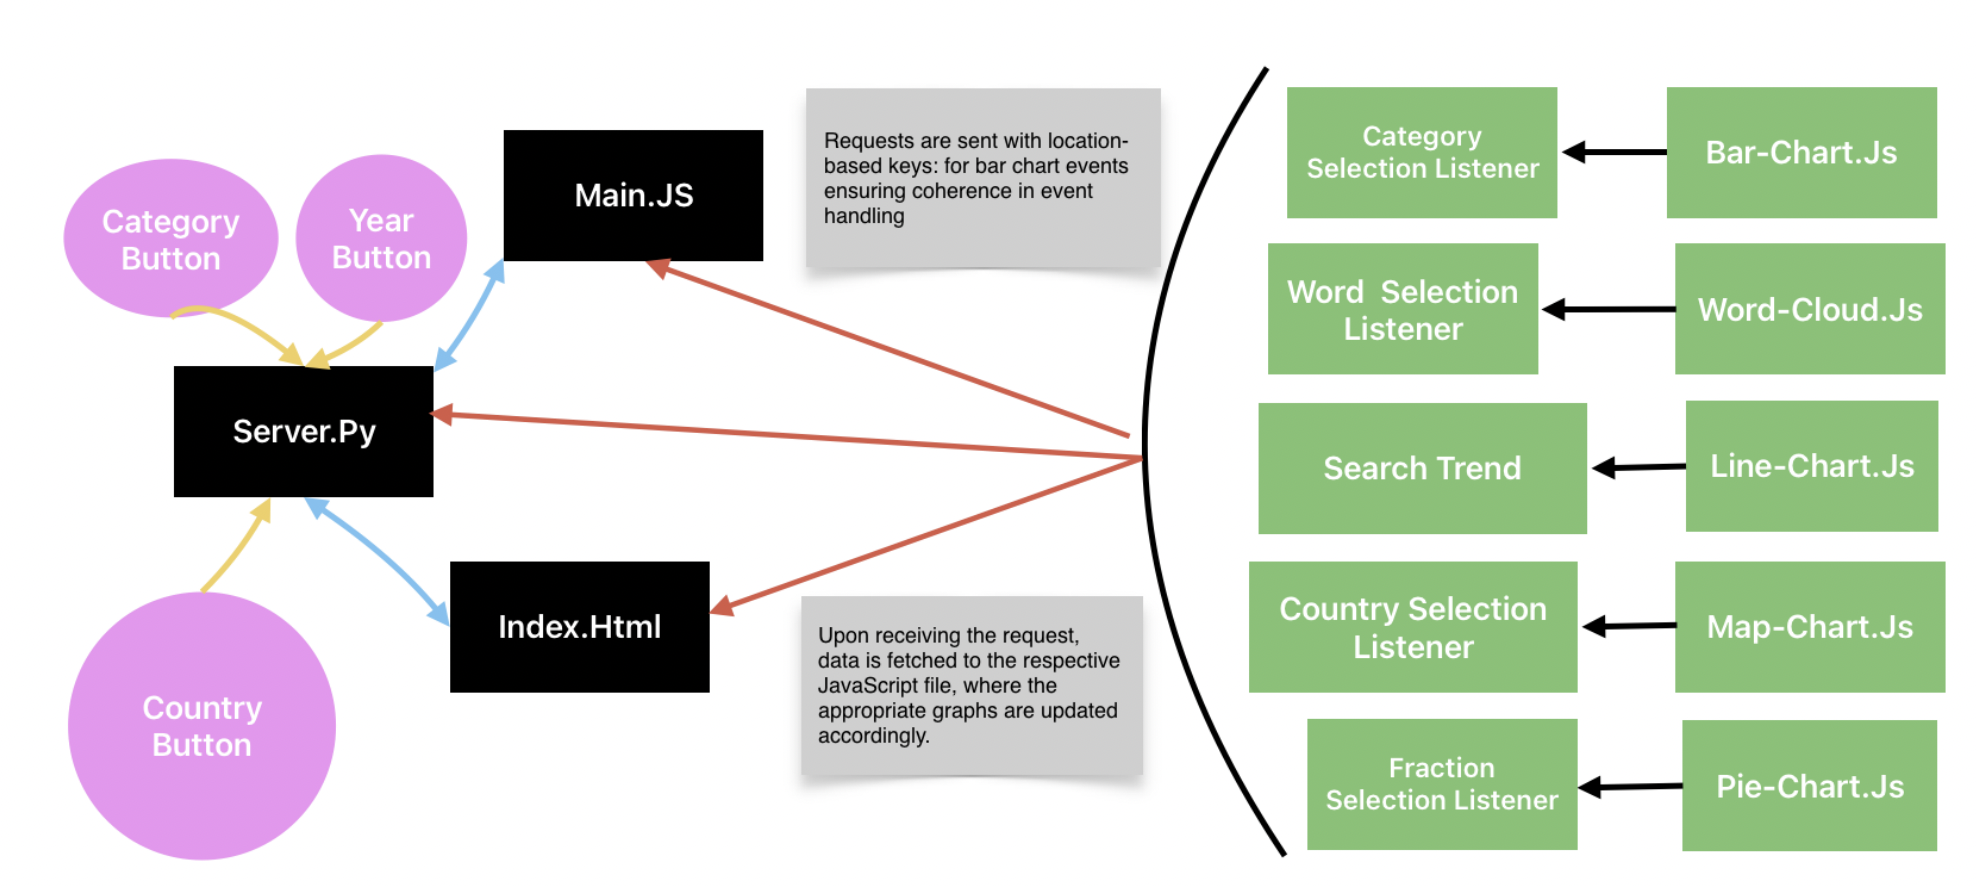 Category
Button
Year
Button
Main.JS
Requests are sent with location-
based keys: for bar chart events
ensuring coherence in event
handling
Category
Selection Listener
Bar-Chart.Js
Word  Selection
Listener
Word-Cloud.Js
Server.Py
Search Trend
Line-Chart.Js
Index.Html
Upon receiving the request,
data is fetched to the respective
JavaScript file, where the
appropriate graphs are updated
accordingly.
Country Selection
Listener
Map-Chart.Js
Country
Button
Fraction
Selection Listener
Pie-Chart.Js